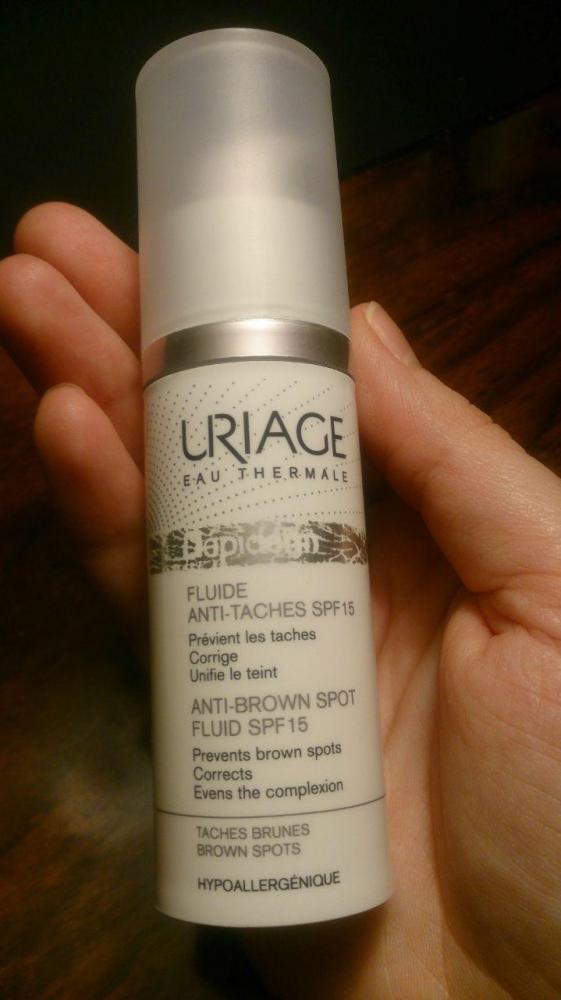 URIAGE
EAU THERMALE
FLUIDE
ANTI-TACHES SPF15
Prévient les taches
Corrige
Unifie le teint
ANTI-BROWN SPOT
FLUID SPF15
Prevents brown spots
Corrects
Evens the complexion
TACHES BRUNES
BROWN SPOTS
HYPOALLERGÉNIQUE